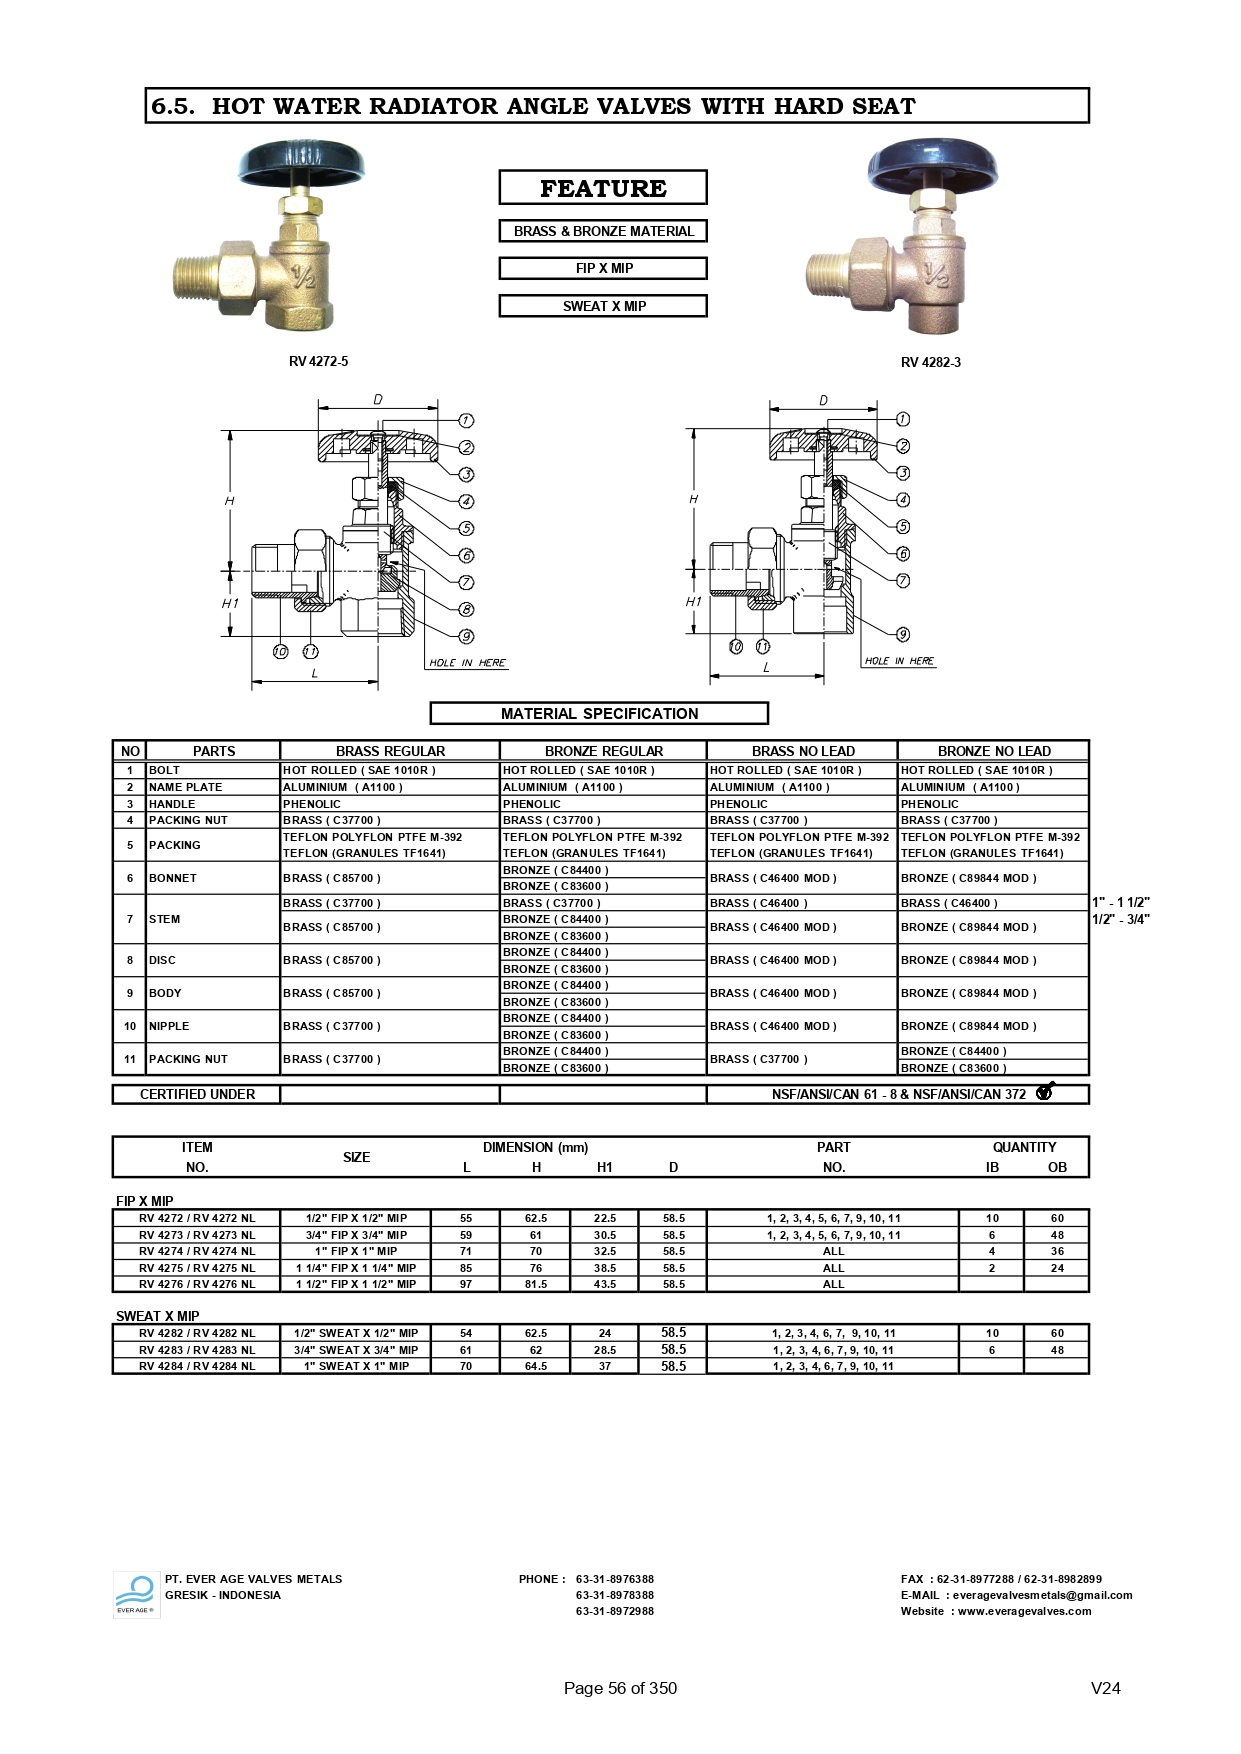 6.5. HOT WATER RADIATOR ANGLE VALVES WITH HARD SEAT
FEATURE
BRASS & BRONZE MATERIAL
FIP X MIP
SWEAT X MIP
1/2
1/2
RV 4272-5
RV 4282-3
D
1
2
3
4
5
6
7
8
9
10
11
H
H1
L
HOLE IN HERE
D
1
2
3
4
5
6
7
9
10
11
H
H1
L
HOLE IN HERE
MATERIAL SPECIFICATION
NO PARTS BRASS REGULAR BRONZE REGULAR BRASS NO LEAD BRONZE NO LEAD
1 BOLT HOT ROLLED ( SAE 1010R ) HOT ROLLED ( SAE 1010R ) HOT ROLLED ( SAE 1010R ) HOT ROLLED ( SAE 1010R )
2 NAME PLATE ALUMINIUM ( A1100 ) ALUMINIUM ( A1100 ) ALUMINIUM ( A1100 ) ALUMINIUM ( A1100 )
3 HANDLE PHENOLIC PHENOLIC PHENOLIC PHENOLIC
4 PACKING NUT BRASS ( C37700 ) BRASS ( C37700 ) BRASS ( C37700 ) BRASS ( C37700 )
5 PACKING TEFLON POLYFLON PTFE M-392 TEFLON POLYFLON PTFE M-392 TEFLON POLYFLON PTFE M-392 TEFLON POLYFLON PTFE M-392
TEFLON (GRANULES TF1641) TEFLON (GRANULES TF1641) TEFLON (GRANULES TF1641) TEFLON (GRANULES TF1641)
6 BONNET BRASS ( C85700 ) BRONZE ( C84400 ) BRASS ( C46400 MOD ) BRONZE ( C89844 MOD )
BRONZE ( C83600 )
7 STEM BRASS ( C37700 ) BRASS ( C37700 ) BRASS ( C46400 ) BRASS ( C46400 ) 1" - 1 1/2"
BRASS ( C85700 ) BRONZE ( C84400 ) BRASS ( C46400 MOD ) BRONZE ( C89844 MOD ) 1/2" - 3/4"
BRONZE ( C83600 )
8 DISC BRASS ( C85700 ) BRONZE ( C84400 ) BRASS ( C46400 MOD ) BRONZE ( C89844 MOD )
BRONZE ( C83600 )
9 BODY BRASS ( C85700 ) BRONZE ( C84400 ) BRASS ( C46400 MOD ) BRONZE ( C89844 MOD )
BRONZE ( C83600 )
10 NIPPLE BRASS ( C37700 ) BRONZE ( C84400 ) BRASS ( C46400 MOD ) BRONZE ( C89844 MOD )
BRONZE ( C83600 )
11 PACKING NUT BRASS ( C37700 ) BRONZE ( C84400 ) BRASS ( C37700 ) BRONZE ( C84400 )
BRONZE ( C83600 ) BRONZE ( C83600 )
CERTIFIED UNDER NSF/ANSI/CAN 61 - 8 & NSF/ANSI/CAN 372
ITEM NO. SIZE DIMENSION (mm) PART NO. QUANTITY
L H H1 D IB OB
FIP X MIP
RV 4272 / RV 4272 NL 1/2" FIP X 1/2" MIP 55 62.5 22.5 58.5 1, 2, 3, 4, 5, 6, 7, 9, 10, 11 10 60
RV 4273 / RV 4273 NL 3/4" FIP X 3/4" MIP 59 61 30.5 58.5 1, 2, 3, 4, 5, 6, 7, 9, 10, 11 6 48
RV 4274 / RV 4274 NL 1" FIP X 1" MIP 71 70 32.5 58.5 ALL 4 36
RV 4275 / RV 4275 NL 1 1/4" FIP X 1 1/4" MIP 85 76 38.5 58.5 ALL 2 24
RV 4276 / RV 4276 NL 1 1/2" FIP X 1 1/2" MIP 97 81.5 43.5 58.5 ALL
SWEAT X MIP
RV 4282 / RV 4282 NL 1/2" SWEAT X 1/2" MIP 54 62.5 24 58.5 1, 2, 3, 4, 6, 7, 9, 10, 11 10 60
RV 4283 / RV 4283 NL 3/4" SWEAT X 3/4" MIP 61 62 28.5 58.5 1, 2, 3, 4, 6, 7, 9, 10, 11 6 48
RV 4284 / RV 4284 NL 1" SWEAT X 1" MIP 70 64.5 37 58.5 1, 2, 3, 4, 6, 7, 9, 10, 11
EVER AGE ®
PT. EVER AGE VALVES METALS PHONE : 63-31-8976388 FAX : 62-31-8977288 / 62-31-8982899
GRESIK - INDONESIA 63-31-8978388 E-MAIL : everagevalvesmetals@gmail.com
63-31-8972988 Website : www.everagevalves.com
Page 56 of 350 V24